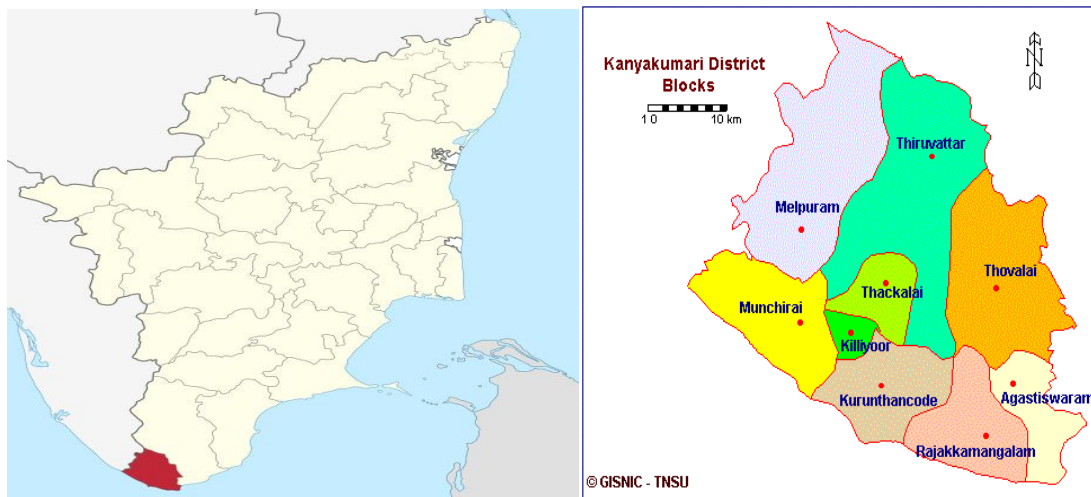 Kanyakumari District
Blocks
1 0 10 km
N
Thiruvattar
Melpuram
Thovalai
Thackalai
Munchirai
Killiyoor
Kurunthancode
Agastiswaram
Rajakkamangalam
© GISNIC - TNSU